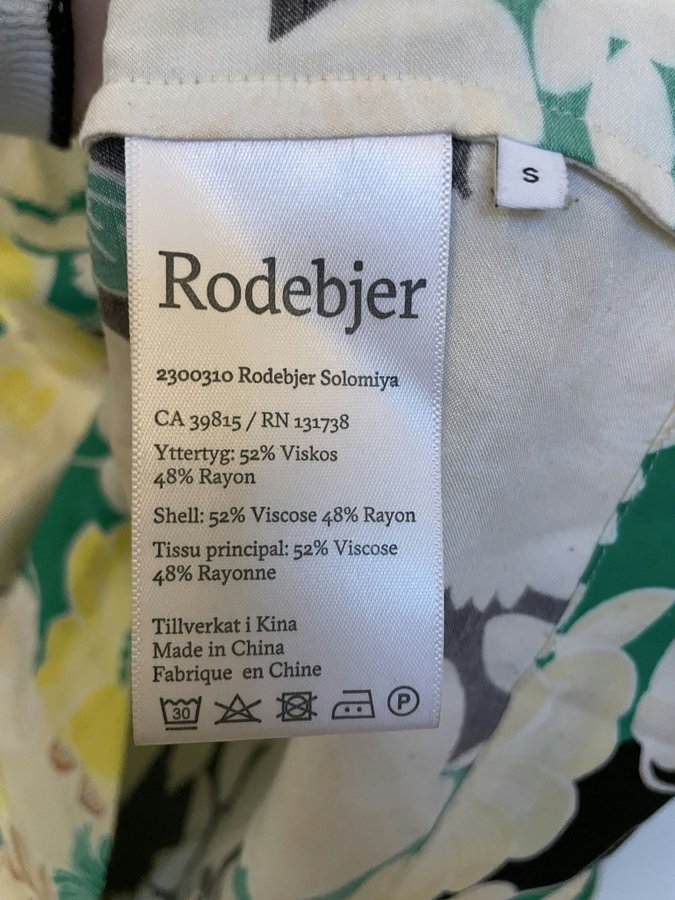 S
Rodebjer
2300310 Rodebjer Solomiya
CA 39815 / RN 131738
Yttertyg: 52% Viskos
48% Rayon
Shell: 52% Viscose 48% Rayon
Tissu principal: 52% Viscose
48% Rayonne
Tillverkat i Kina
Made in China
Fabrique en Chine
30 P